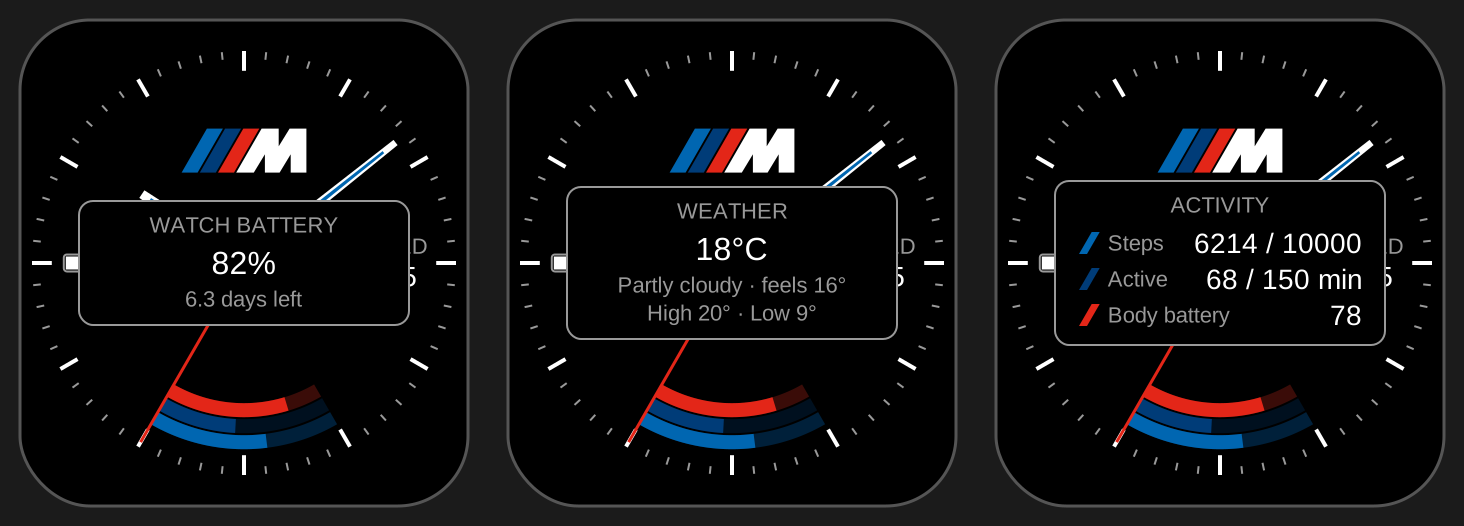 M
WATCH BATTERY
82%
6.3 days left
D
M
WEATHER
18°C
Partly cloudy · feels 16°
High 20° · Low 9°
D
M
ACTIVITY
Steps 6214 / 10000
Active 68 / 150 min
Body battery 78
D